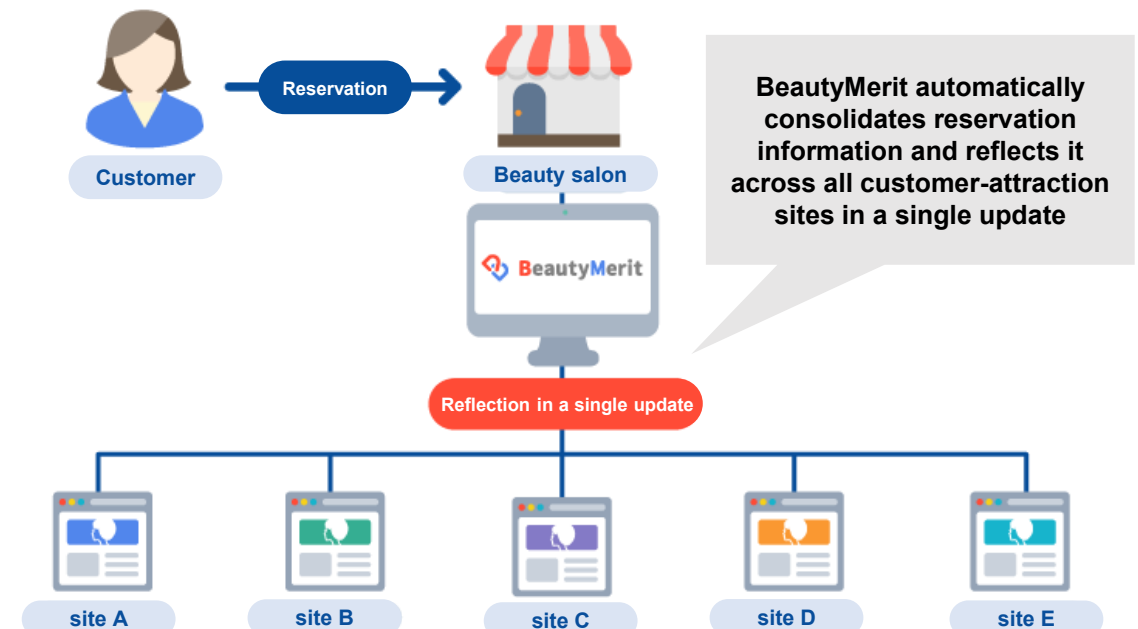 Reservation
Customer
Beauty salon
BeautyMerit
BeautyMerit automatically
consolidates reservation
information and reflects it
across all customer-attraction
sites in a single update
Reflection in a single update
site A
site B
site C
site D
site E